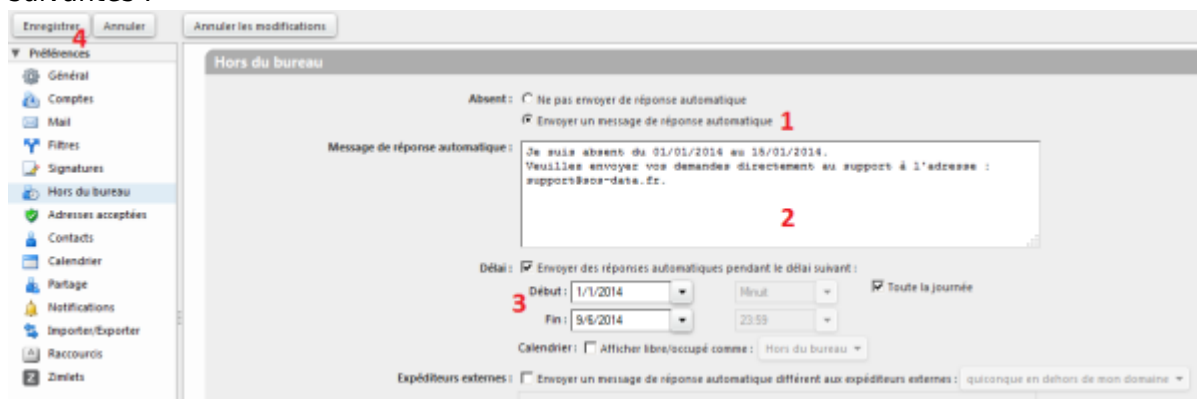 Enregistrer Annuler Annuler les modifications
4
Préférences
Général
Comptes
Mail
Filtres
Signatures
Hors du bureau
Adresses acceptées
Contacts
Calendrier
Partage
Notifications
Importer/Exporter
Raccourcis
Zimlets
Hors du bureau
Absent : Ne pas envoyer de réponse automatique
Envoyer un message de réponse automatique 1
Message de réponse automatique :
Je suis absent du 01/01/2014 au 15/01/2014.
Veuilles envoyer vos demandes directement au support à l'adresse :
support@sos-data.fr.
2
Délai : Envoyer des réponses automatiques pendant le délai suivant :
Début : 1/1/2014 Minuit Toute la journée
3
Fin : 9/6/2014 23:59
Calendrier : Afficher libre/occupé comme : Hors du bureau
Expéditeurs externes : Envoyer un message de réponse automatique différent aux expéditeurs externes : quiconque en dehors de mon domaine